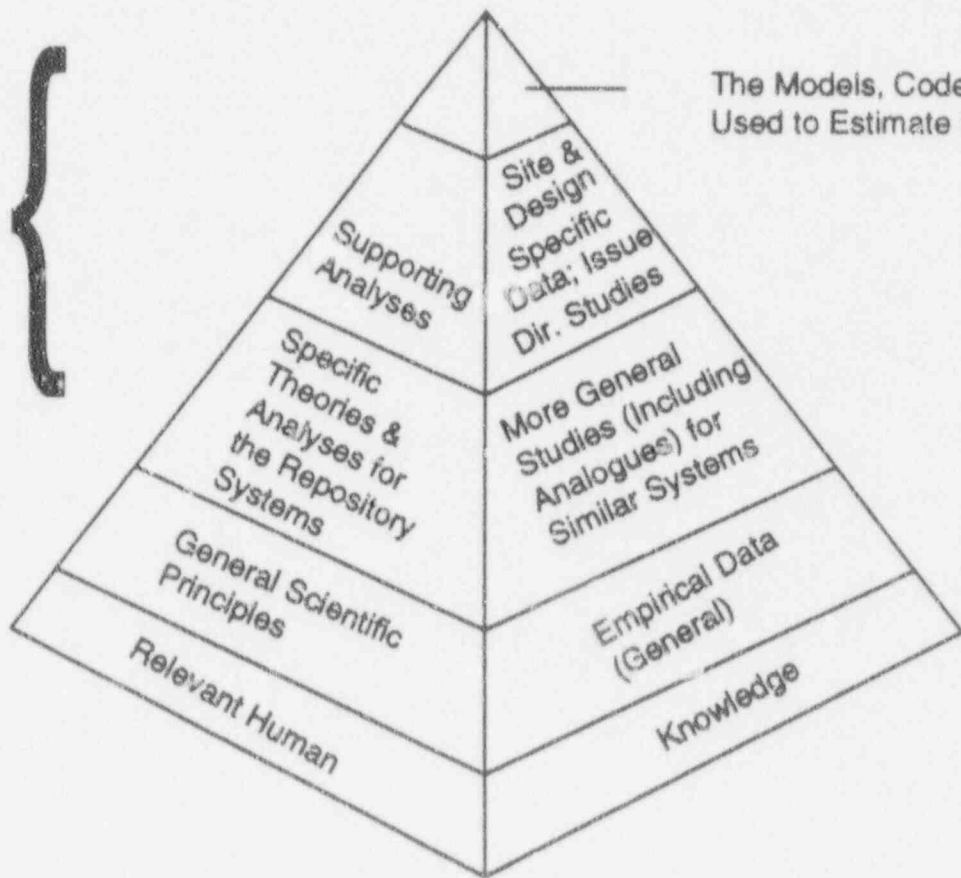 The Models, Code
Used to Estimate
Supporting
Analyses
Site &
Design
Specific
Data; Issue
Dir. Studies
Specific
Theories &
Analyses for
the Repository
Systems
More General
Studies (Including
Analogues) for
Similar Systems
General Scientific
Principles
Empirical Data
(General)
Relevant Human
Knowledge